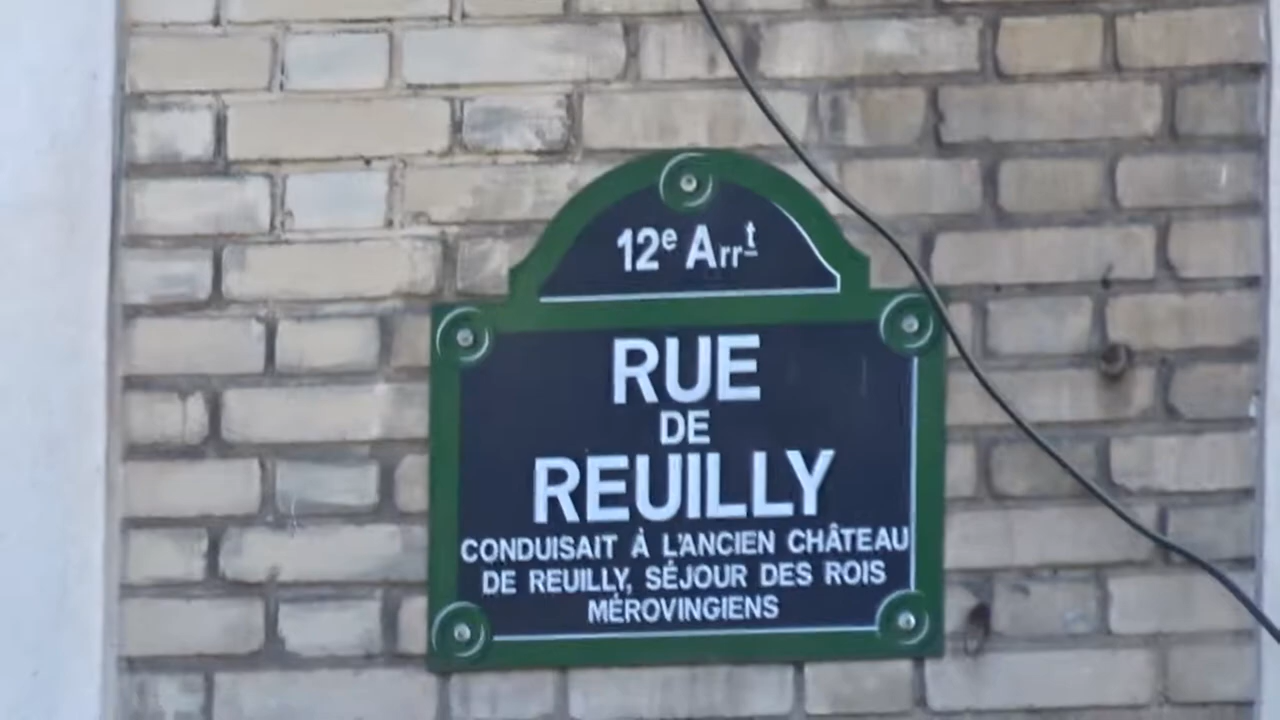 12e Arrt
RUE
DE
REUILLY
CONDUISAIT À L'ANCIEN CHÂTEAU
DE REUILLY, SÉJOUR DES ROIS
MÉROVINGIENS